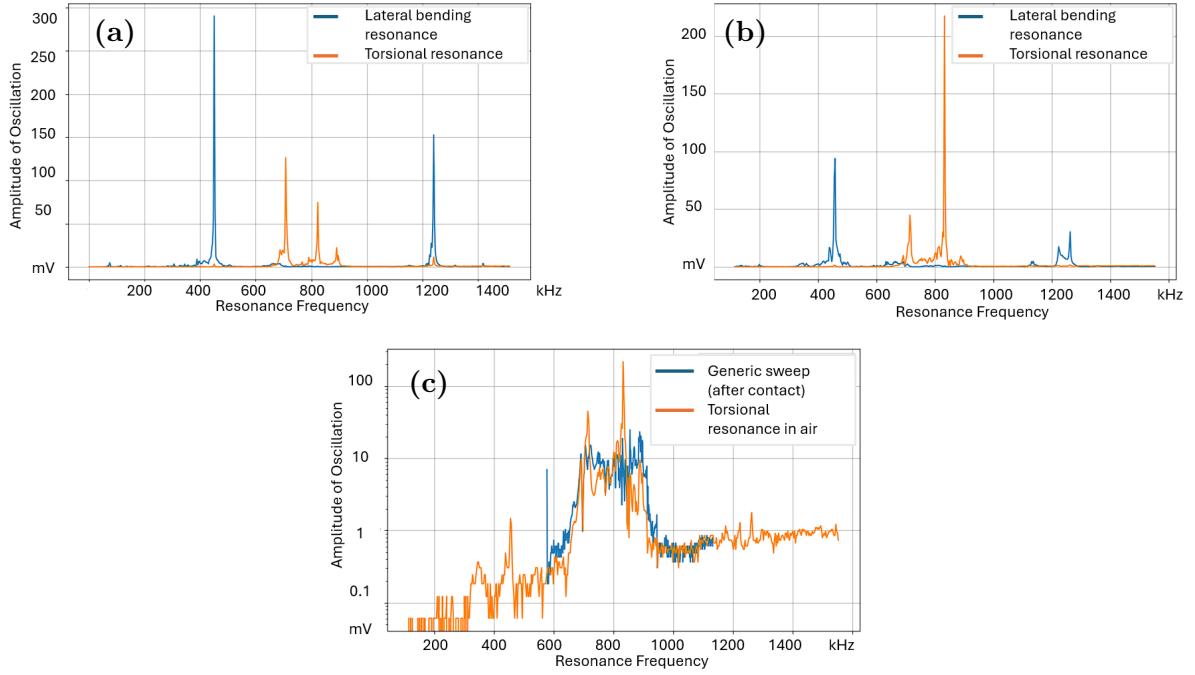 (a)
Lateral bending
resonance
Torsional resonance
300
250
200
150
100
50
mV
Amplitude of Oscillation
200 400 600 800 1000 1200 1400 kHz
Resonance Frequency
(b)
Lateral bending
resonance
Torsional resonance
200
150
100
50
mV
Amplitude of Oscillation
200 400 600 800 1000 1200 1400 kHz
Resonance Frequency
(c)
Generic sweep
(after contact)
Torsional
resonance in air
100
10
1
0.1
mV
Amplitude of Oscillation
200 400 600 800 1000 1200 1400 kHz
Resonance Frequency